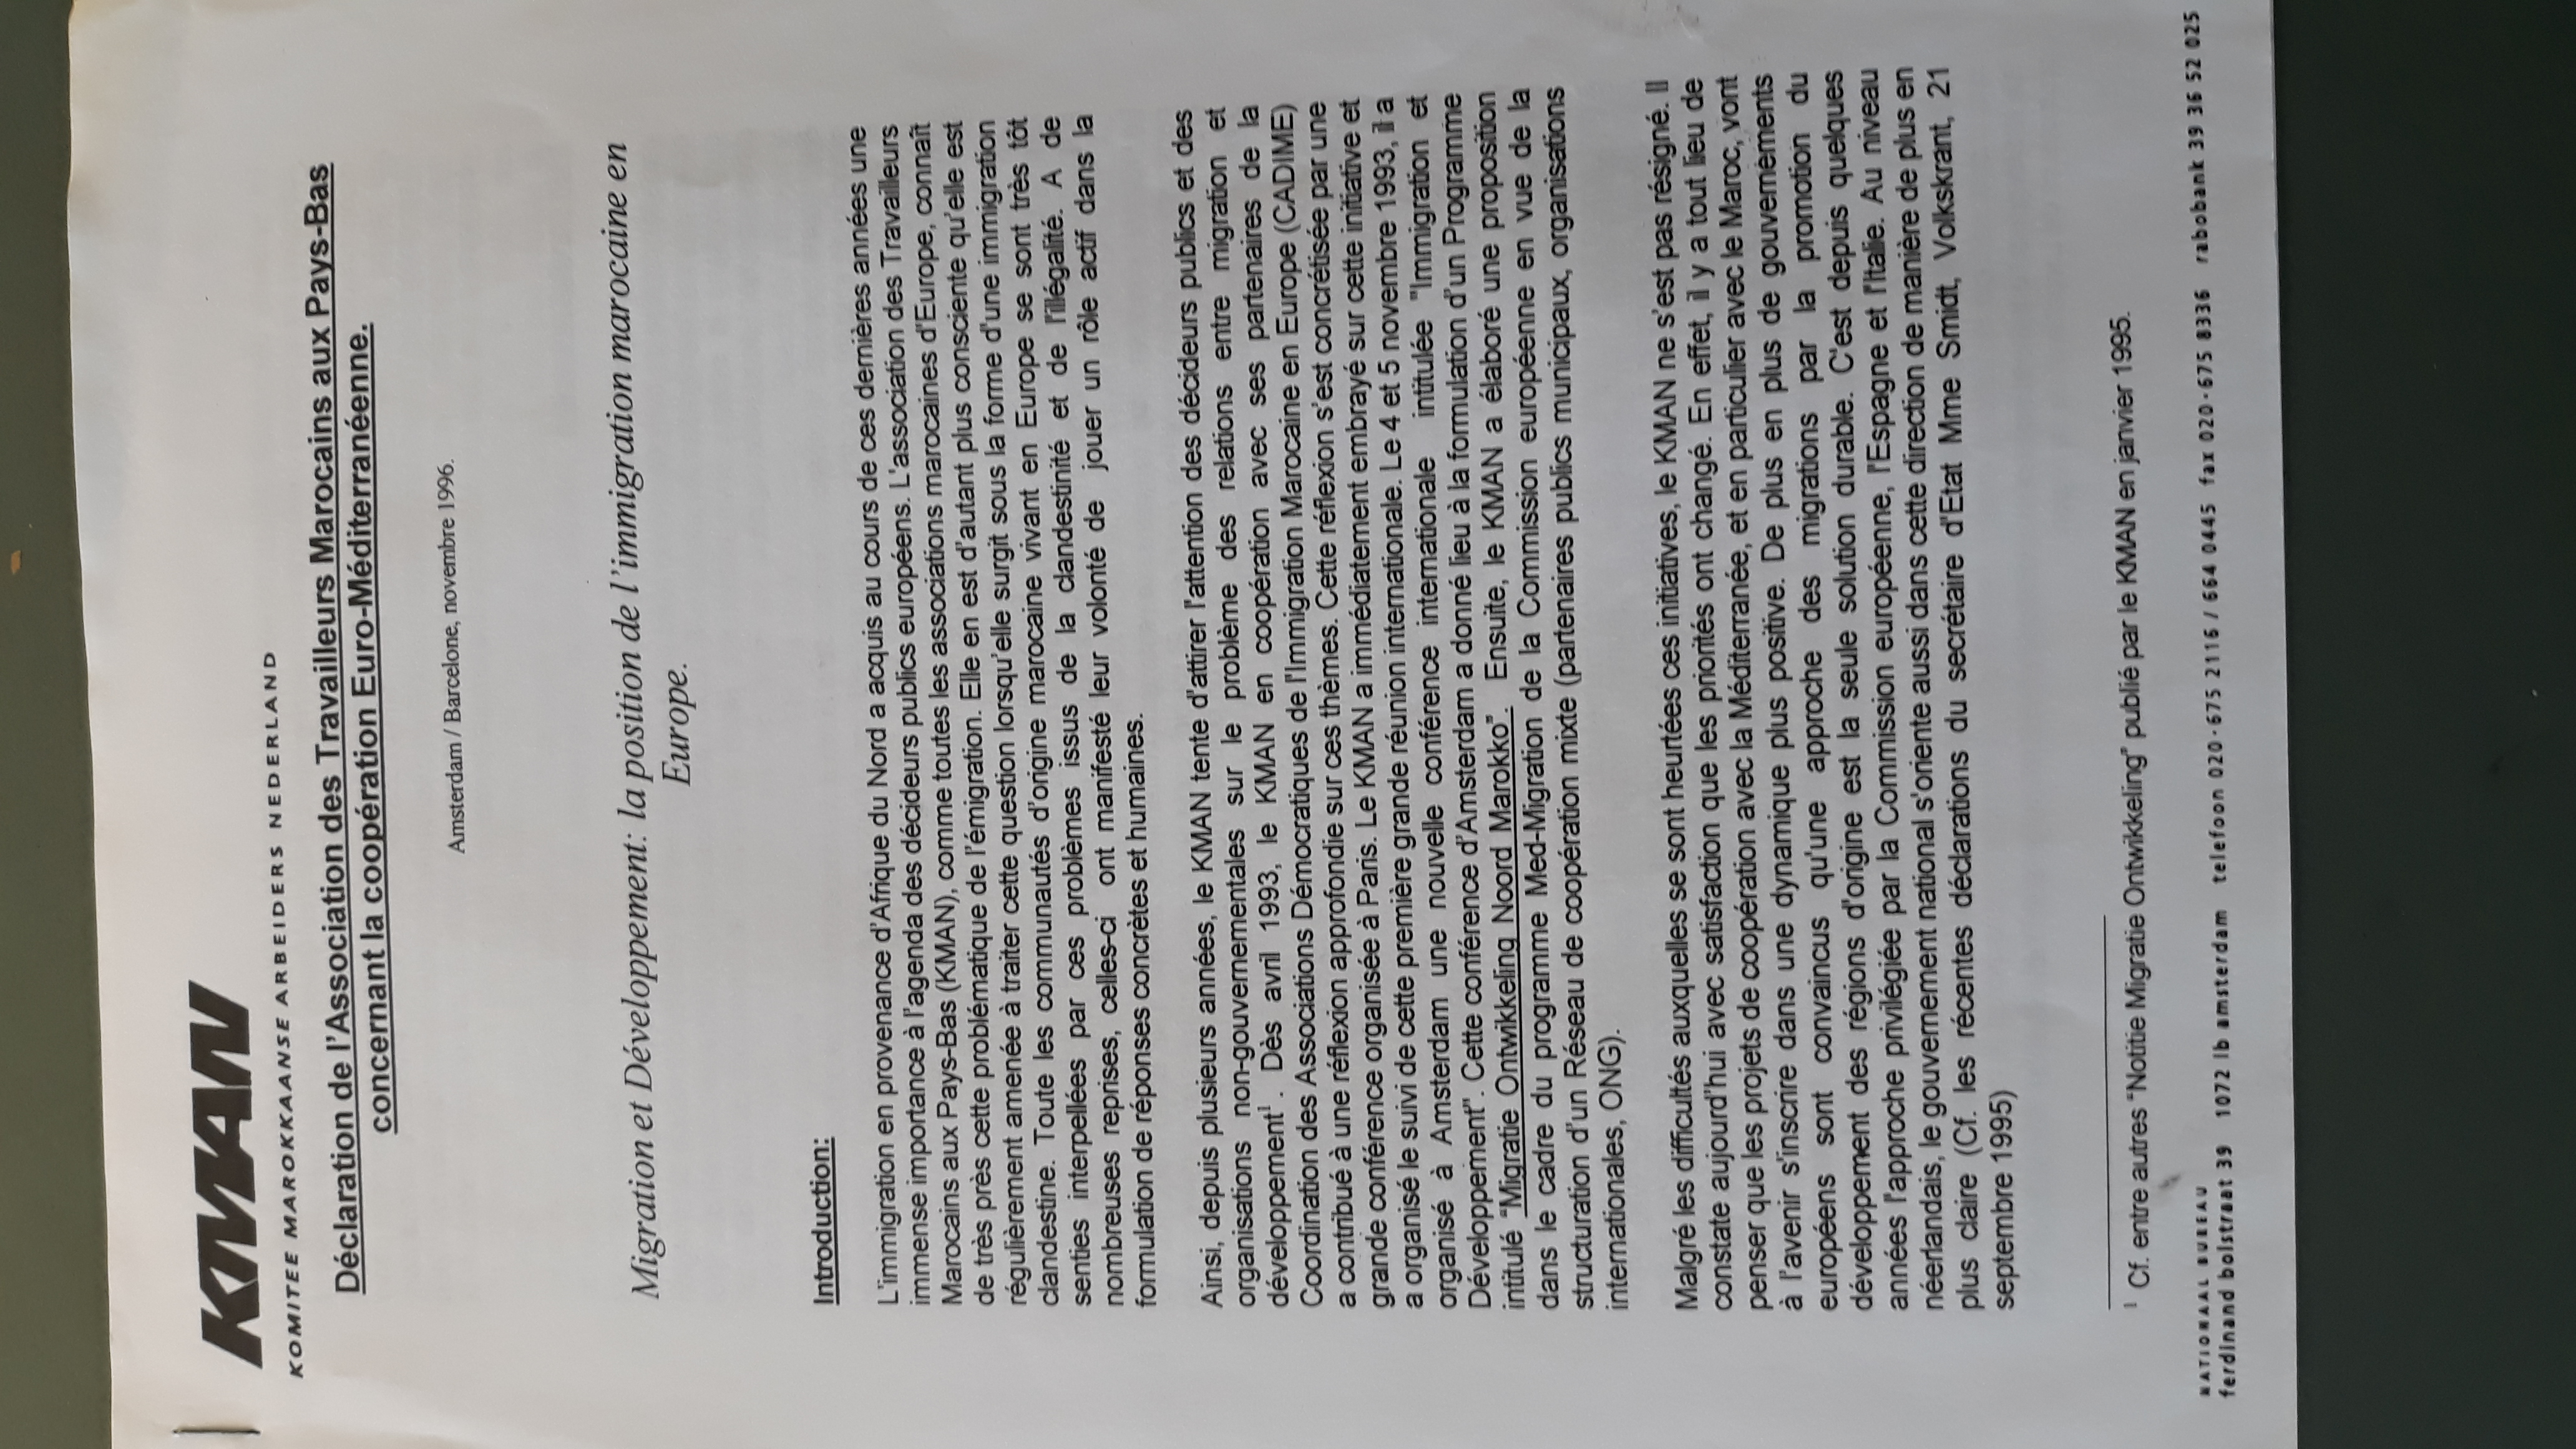 KMAN
KOMITEE MAROKKAANSE ARBEIDERS NEDERLAND
Déclaration de l'Association des Travailleurs Marocains aux Pays-Bas
concernant la coopération Euro-Méditerranéenne.
Amsterdam / Barcelone, novembre 1996.
Migration et Développement: la position de l'immigration marocaine en
Europe.
Introduction:
L'immigration en provenance d'Afrique du Nord a acquis au cours de ces dernières années une
immense importance à l'agenda des décideurs publics européens. L'association des Travailleurs
Marocains aux Pays-Bas (KMAN), comme toutes les associations marocaines d'Europe, connaît
de très près cette problématique de l'émigration. Elle en est d'autant plus consciente qu'elle est
régulièrement amenée à traiter cette question lorsqu'elle surgit sous la forme d'une immigration
clandestine. Toute les communautés d'origine marocaine vivant en Europe se sont très tôt
senties interpellées par ces problèmes issus de la clandestinité et de l'illégalité. A de
nombreuses reprises, celles-ci ont manifesté leur volonté de jouer un rôle actif dans la
formulation de réponses concrètes et humaines.
Ainsi, depuis plusieurs années, le KMAN tente d'attirer l'attention des décideurs publics et des
organisations non-gouvernementales sur le problème des relations entre migration et
développement¹. Dès avril 1993, le KMAN en coopération avec ses partenaires de la
Coordination des Associations Démocratiques de l'Immigration Marocaine en Europe (CADIME)
a contribué à une réflexion approfondie sur ces thèmes. Cette réflexion s'est concrétisée par une
grande conférence organisée à Paris. Le KMAN a immédiatement embrayé sur cette initiative et
a organisé le suivi de cette première grande réunion internationale. Le 4 et 5 novembre 1993, il a
organisé à Amsterdam une nouvelle conférence internationale intitulée "Immigration et
Développement". Cette conférence d'Amsterdam a donné lieu à la formulation d'un Programme
intitulé "Migratie Ontwikkeling Noord Marokko". Ensuite, le KMAN a élaboré une proposition
dans le cadre du programme Med-Migration de la Commission européenne en vue de la
structuration d'un Réseau de coopération mixte (partenaires publics municipaux, organisations
internationales, ONG).
Malgré les difficultés auxquelles se sont heurtées ces initiatives, le KMAN ne s'est pas résigné. Il
constate aujourd'hui avec satisfaction que les priorités ont changé. En effet, il y a tout lieu de
penser que les projets de coopération avec la Méditerranée, et en particulier avec le Maroc, vont
à l'avenir s'inscrire dans une dynamique plus positive. De plus en plus de gouvernements
européens sont convaincus qu'une approche des migrations par la promotion du
développement des régions d'origine est la seule solution durable. C'est depuis quelques
années l'approche privilégiée par la Commission européenne, l'Espagne et l'Italie. Au niveau
néerlandais, le gouvernement national s'oriente aussi dans cette direction de manière de plus en
plus claire (Cf. les récentes déclarations du secrétaire d'Etat Mme Smidt, Volkskrant, 21
septembre 1995)
¹ Cf. entre autres "Notitie Migratie Ontwikkeling" publié par le KMAN en janvier 1995.
NATIONAAL BUREAU
ferdinand bolstraat 39 1072 lb amsterdam telefoon 020-675 2116 / 664 0445 fax 020-675 8336 rabobank 39 36 52 025